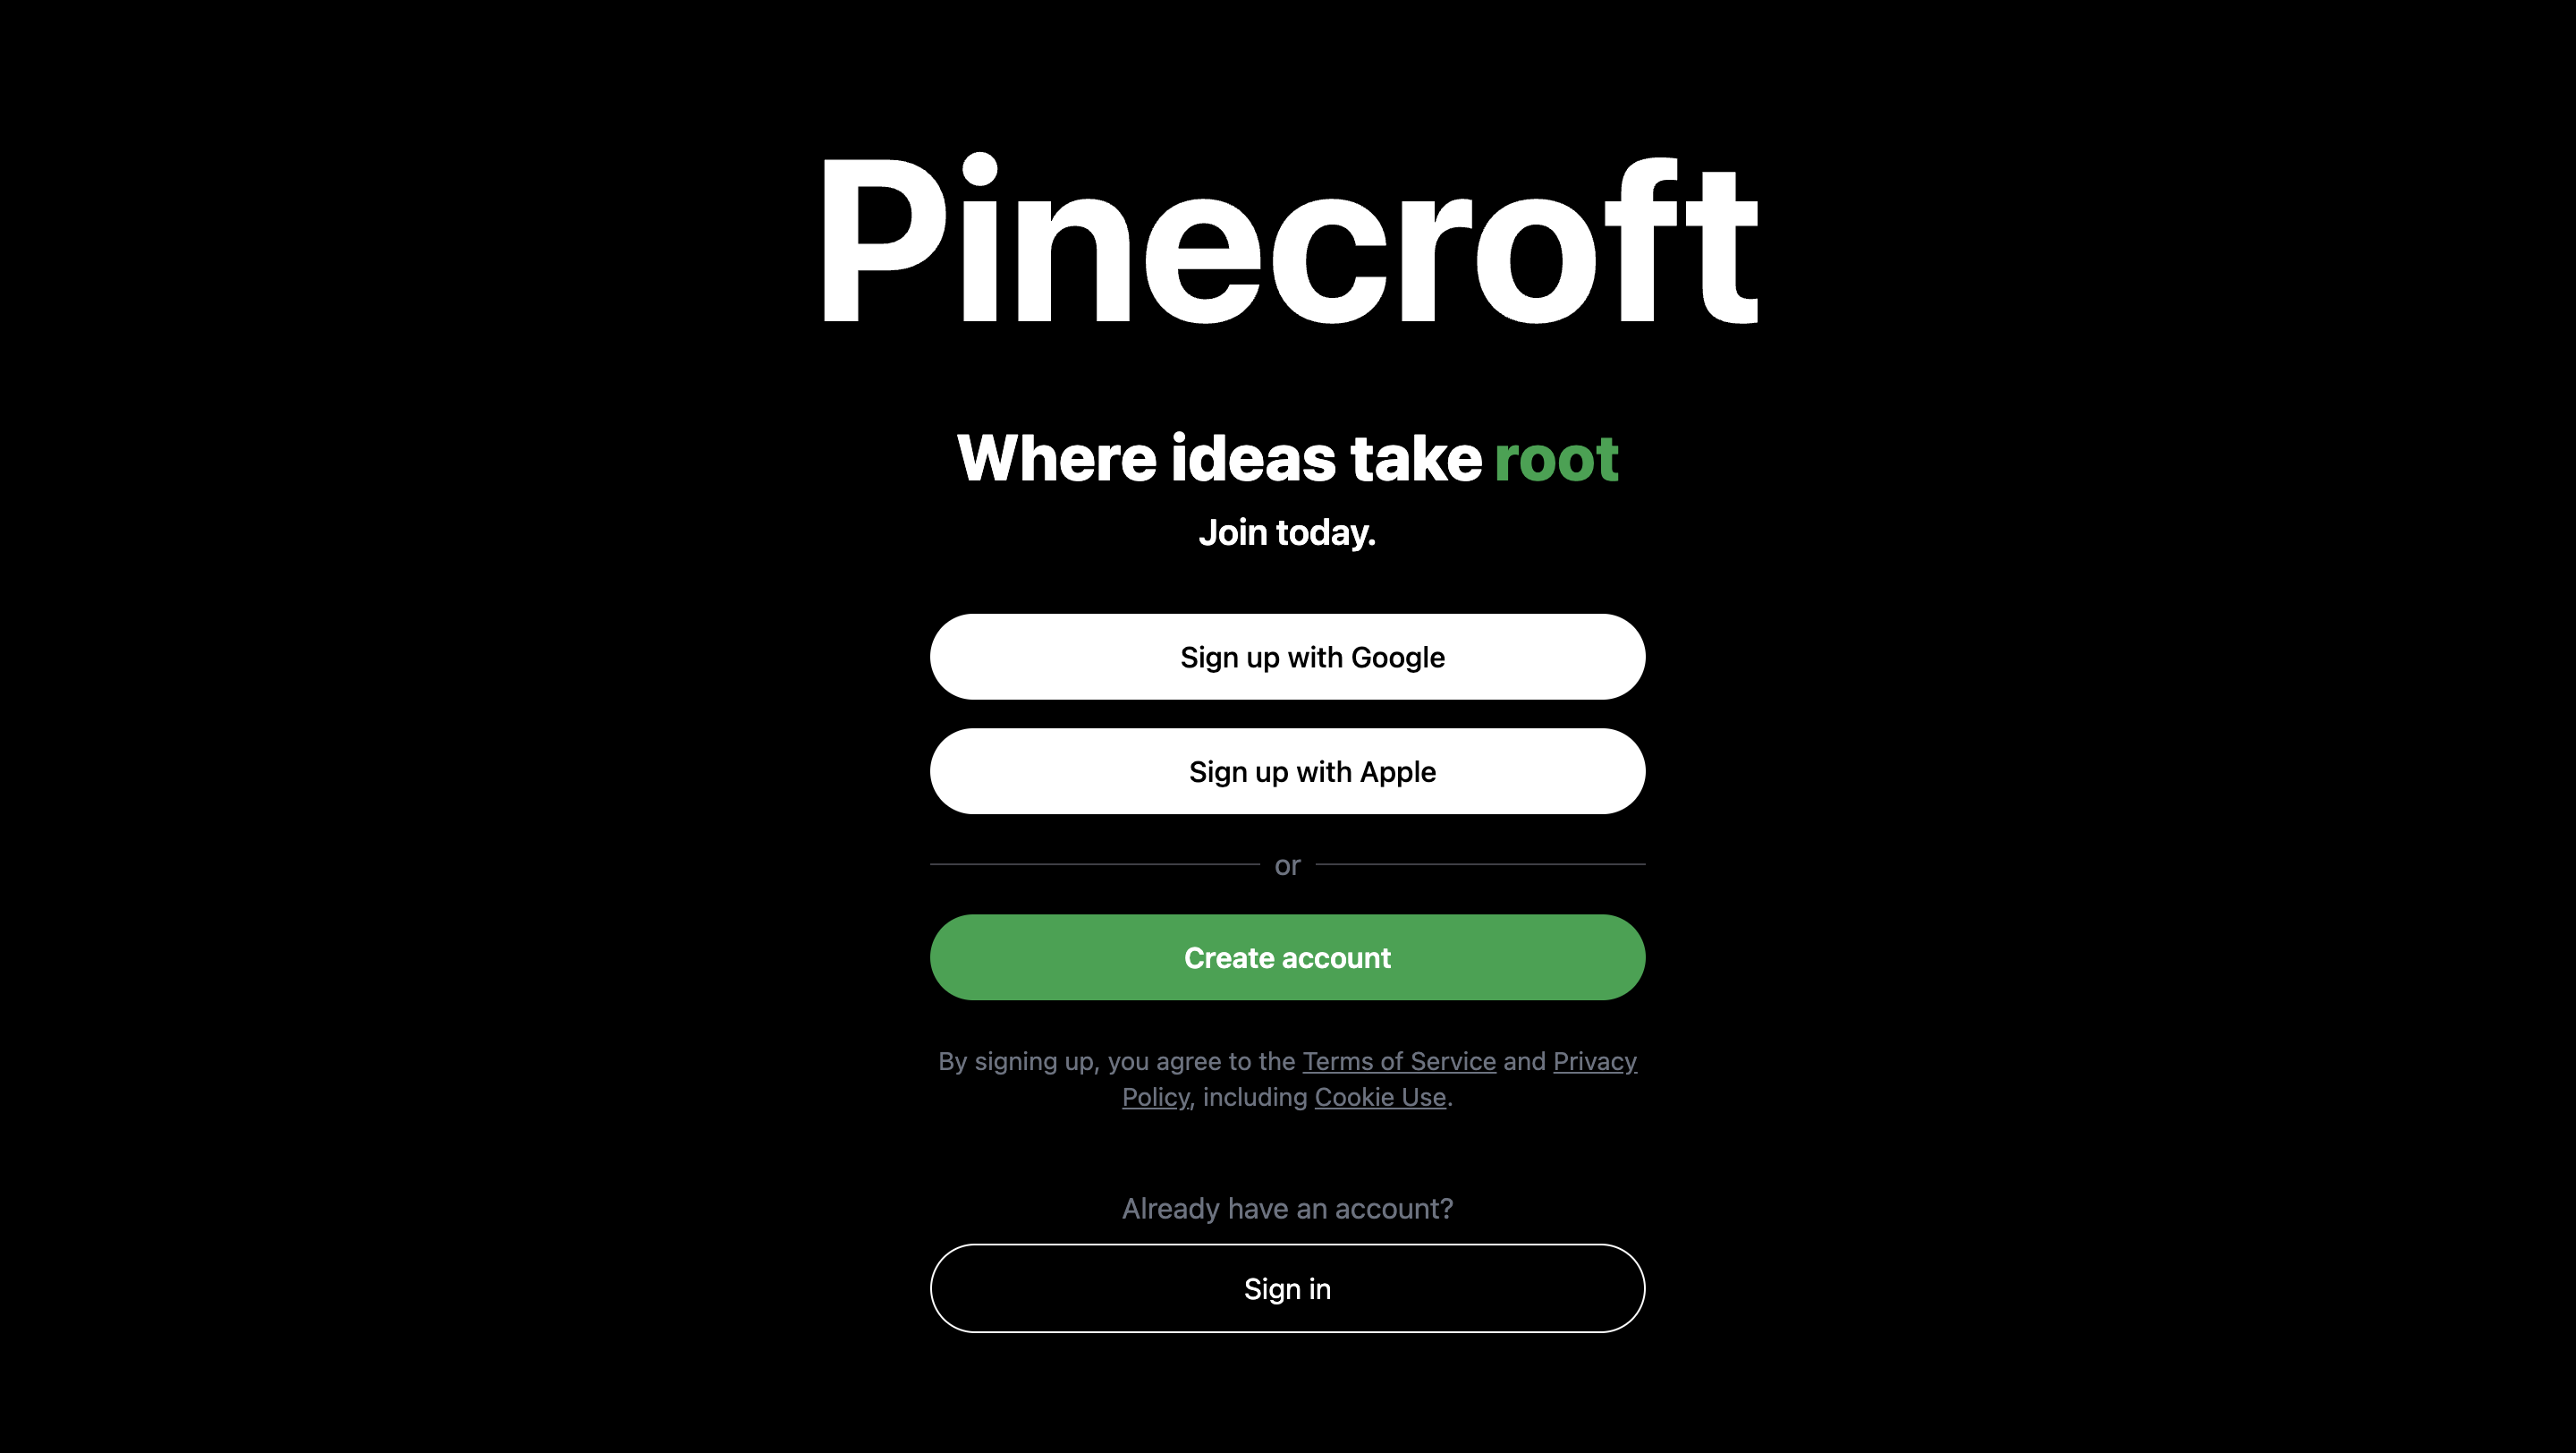 Pinecroft
Where ideas take root
Join today.
Sign up with Google
Sign up with Apple
or
Create account
By signing up, you agree to the Terms of Service and Privacy
Policy, including Cookie Use.
Already have an account?
Sign in